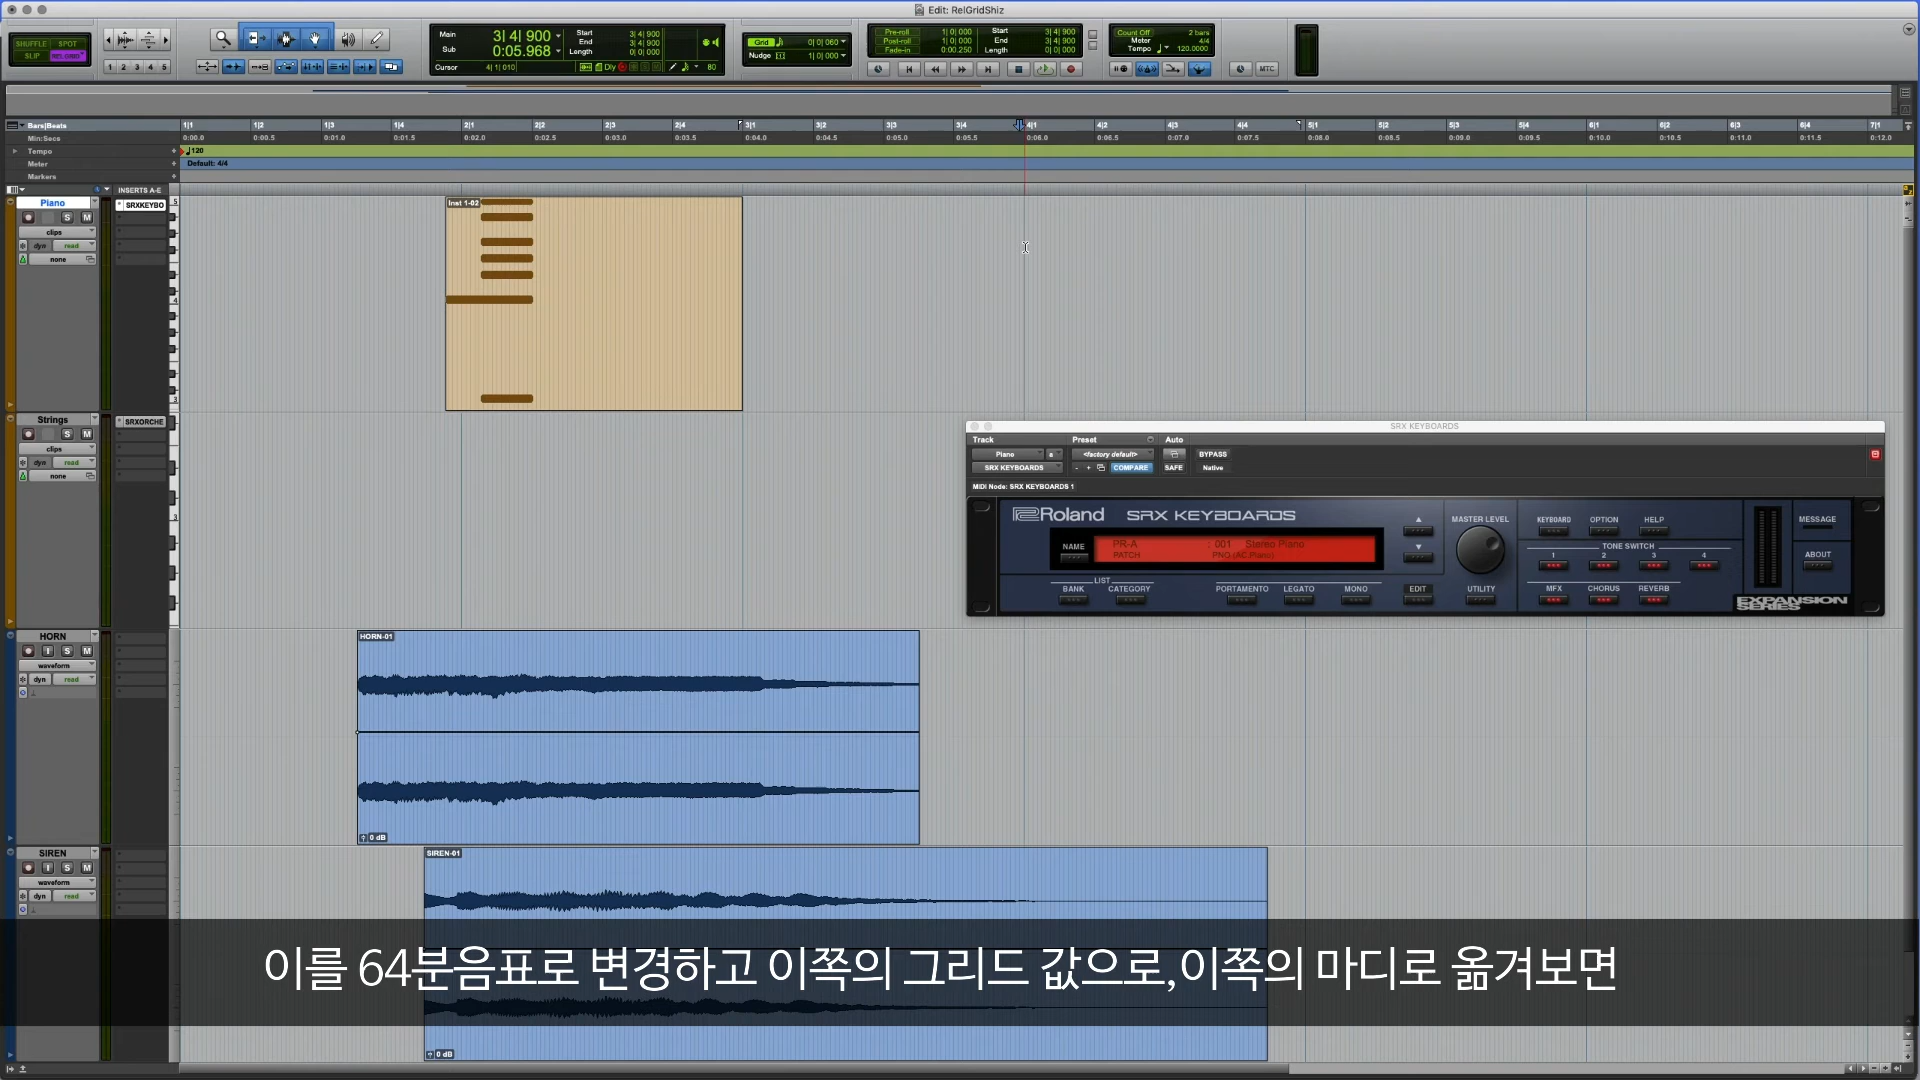 Edit: RelGridShiz
SHUFFLE SPOT
SLIP REL GRID
1 2 3 4 5
Main 3| 4| 900
Sub 0:05.968
Start 3| 4| 900
End 3| 4| 900
Length 0| 0| 000
Cursor 4| 1| 010
Dly
80
Grid 0| 0| 060
Nudge 1| 0| 000
Pre-roll 1| 0| 000
Post-roll 1| 0| 000
Fade-in 0:00.250
Start 3| 4| 900
End 3| 4| 900
Length 0| 0| 000
Count Off 2 bars
Meter 4/4
Tempo 120.0000
MTC
Bars|Beats 1|1 1|2 1|3 1|4 2|1 2|2 2|3 2|4 3|1 3|2 3|3 3|4 4|1 4|2 4|3 4|4 5|1 5|2 5|3 5|4 6|1 6|2 6|3 6|4 7|1
Min:Secs 0:00.0 0:00.5 0:01.0 0:01.5 0:02.0 0:02.5 0:03.0 0:03.5 0:04.0 0:04.5 0:05.0 0:05.5 0:06.0 0:06.5 0:07.0 0:07.5 0:08.0 0:08.5 0:09.0 0:09.5 0:10.0 0:10.5 0:11.0 0:11.5 0:12.0
Tempo 120
Meter Default: 4/4
Markers
INSERTS A-E
Piano SRXKEYBO
S M
clips
dyn read
none
5
4
3
Inst 1-02
Strings SRXORCHE
S M
clips
dyn read
none
3
SRX KEYBOARDS
Track Preset Auto
Piano a <factory default> BYPASS
SRX KEYBOARDS - + COMPARE SAFE Native
MIDI Node: SRX KEYBOARDS 1
Roland SRX KEYBOARDS
NAME
PR-A : 001 Stereo Piano
PATCH PNO (AC.Piano)
MASTER LEVEL
KEYBOARD OPTION HELP
TONE SWITCH
1 2 3 4
MESSAGE
ABOUT
LIST
BANK CATEGORY
PORTAMENTO LEGATO MONO EDIT UTILITY
MFX CHORUS REVERB
EXPANSION
SERIES
HORN
I S M
waveform
dyn read
HORN-01
0 dB
SIREN
I S M
waveform
dyn read
SIREN-01
0 dB
이를 64분음표로 변경하고 이쪽의 그리드 값으로, 이쪽의 마디로 옮겨보면